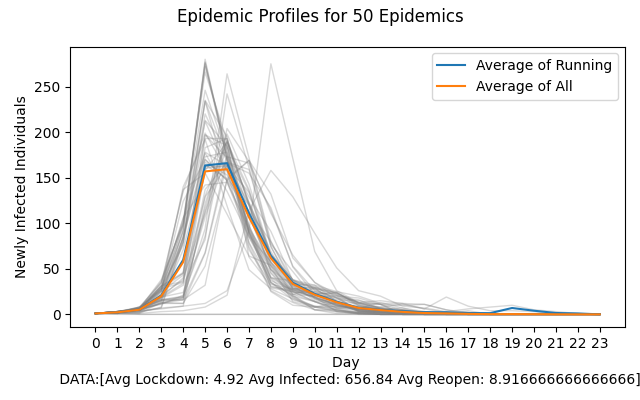 Epidemic Profiles for 50 Epidemics
Newly Infected Individuals
250
200
150
100
50
0
Average of Running
Average of All
0 1 2 3 4 5 6 7 8 9 10 11 12 13 14 15 16 17 18 19 20 21 22 23
Day
DATA:[Avg Lockdown: 4.92 Avg Infected: 656.84 Avg Reopen: 8.916666666666666]